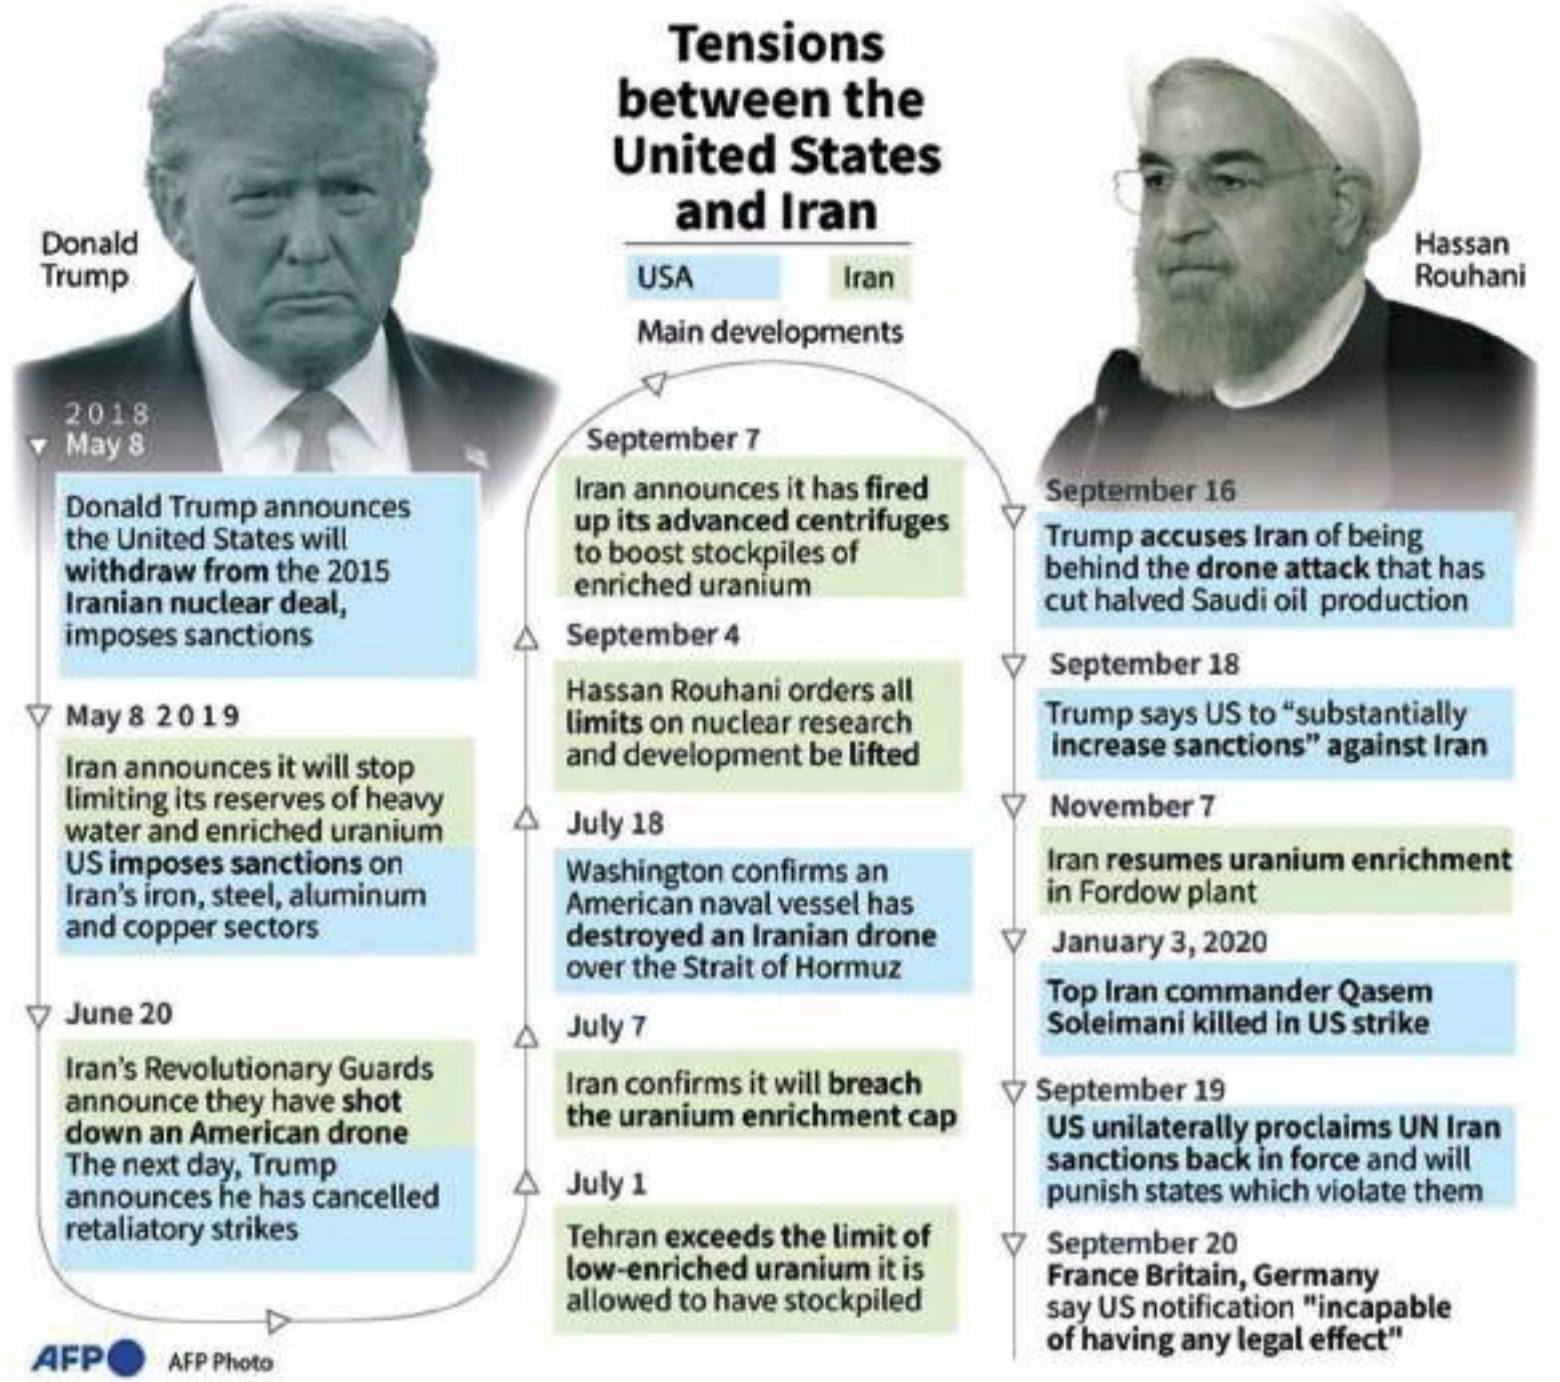 Tensions
between the
United States
and Iran
Donald
Trump
Hassan
Rouhani
USA
Iran
Main developments
2018
May 8
Donald Trump announces
the United States will
withdraw from the 2015
Iranian nuclear deal,
imposes sanctions
May 8 2019
Iran announces it will stop
limiting its reserves of heavy
water and enriched uranium
US imposes sanctions on
Iran's iron, steel, aluminum
and copper sectors
June 20
Iran's Revolutionary Guards
announce they have shot
down an American drone
The next day, Trump
announces he has cancelled
retaliatory strikes
July 1
Tehran exceeds the limit of
low-enriched uranium it is
allowed to have stockpiled
July 7
Iran confirms it will breach
the uranium enrichment cap
July 18
Washington confirms an
American naval vessel has
destroyed an Iranian drone
over the Strait of Hormuz
September 4
Hassan Rouhani orders all
limits on nuclear research
and development be lifted
September 7
Iran announces it has fired
up its advanced centrifuges
to boost stockpiles of
enriched uranium
September 16
Trump accuses Iran of being
behind the drone attack that has
cut halved Saudi oil production
September 18
Trump says US to "substantially
increase sanctions" against Iran
November 7
Iran resumes uranium enrichment
in Fordow plant
January 3, 2020
Top Iran commander Qasem
Soleimani killed in US strike
September 19
US unilaterally proclaims UN Iran
sanctions back in force and will
punish states which violate them
September 20
France Britain, Germany
say US notification "incapable
of having any legal effect"
AFP
AFP Photo